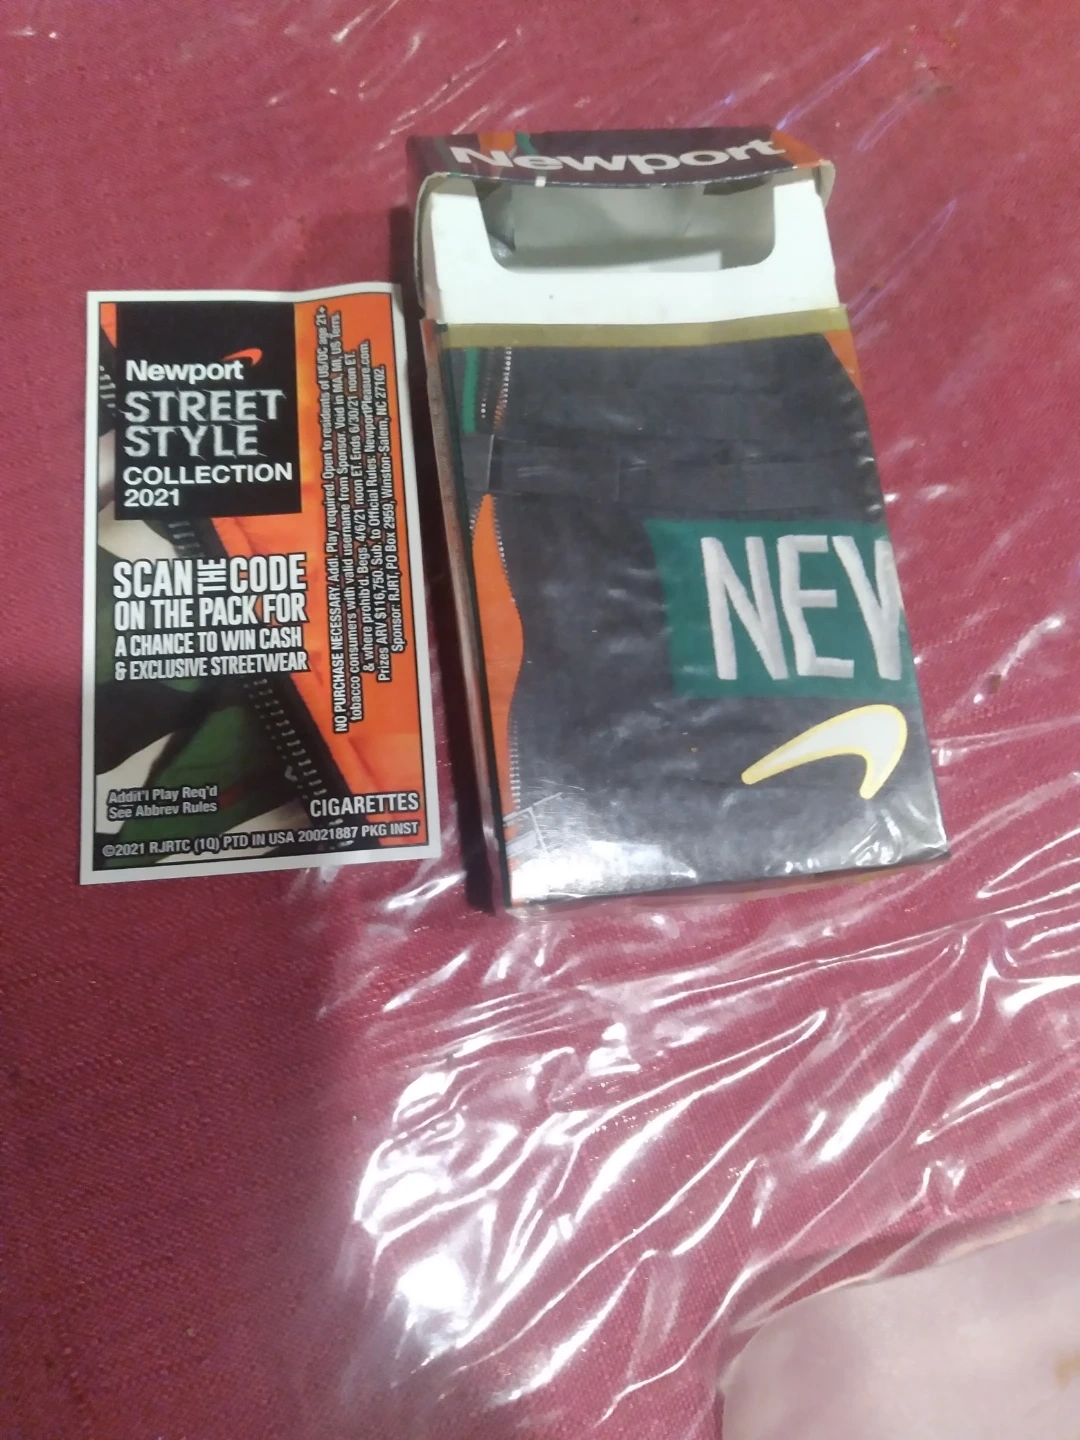 Newport
STREET
STYLE
COLLECTION
2021
SCAN THE CODE
ON THE PACK FOR
A CHANCE TO WIN CASH
& EXCLUSIVE STREETWEAR
NO PURCHASE NECESSARY. Addl. Play required. Open to residents of US/DC age 21+
tobacco consumers with valid username from Sponsor. Void in MA, MI, US Terrs.
& where prohib'd. Begs. 4/6/21 noon ET. Ends 6/30/21 noon ET.
Prizes ARV $116,750. Sub. to Official Rules: NewportPleasure.com.
Sponsor: RJRT, PO Box 2959, Winston-Salem, NC 27102.
Addit'l Play Req'd
See Abbrev Rules
CIGARETTES
©2021 RJRTC (1Q) PTD IN USA 20021887 PKG INST
Newport
NEW